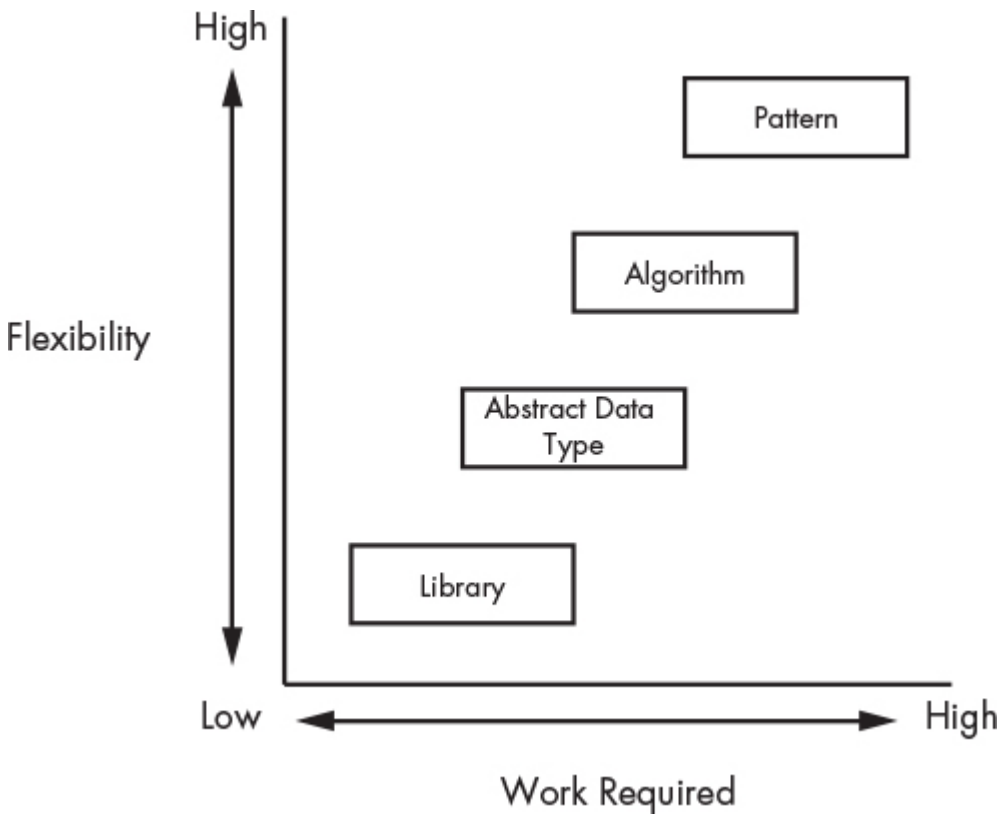 High
Pattern
Algorithm
Flexibility
Abstract Data
Type
Library
Low
High
Work Required